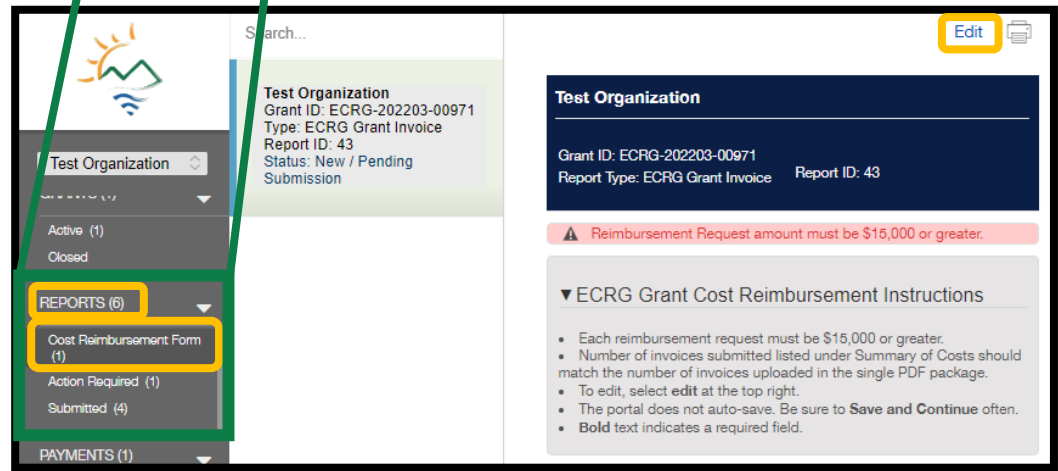 Search...
Edit
Test Organization
GRANTS (1)
Active (1)
Closed
REPORTS (6)
Cost Reimbursement Form
(1)
Action Required (1)
Submitted (4)
PAYMENTS (1)
Test Organization
Grant ID: ECRG-202203-00971
Type: ECRG Grant Invoice
Report ID: 43
Status: New / Pending
Submission
Test Organization
Grant ID: ECRG-202203-00971
Report Type: ECRG Grant Invoice Report ID: 43
Reimbursement Request amount must be $15,000 or greater.
▼ECRG Grant Cost Reimbursement Instructions
• Each reimbursement request must be $15,000 or greater.
• Number of invoices submitted listed under Summary of Costs should
match the number of invoices uploaded in the single PDF package.
• To edit, select edit at the top right.
• The portal does not auto-save. Be sure to Save and Continue often.
• Bold text indicates a required field.